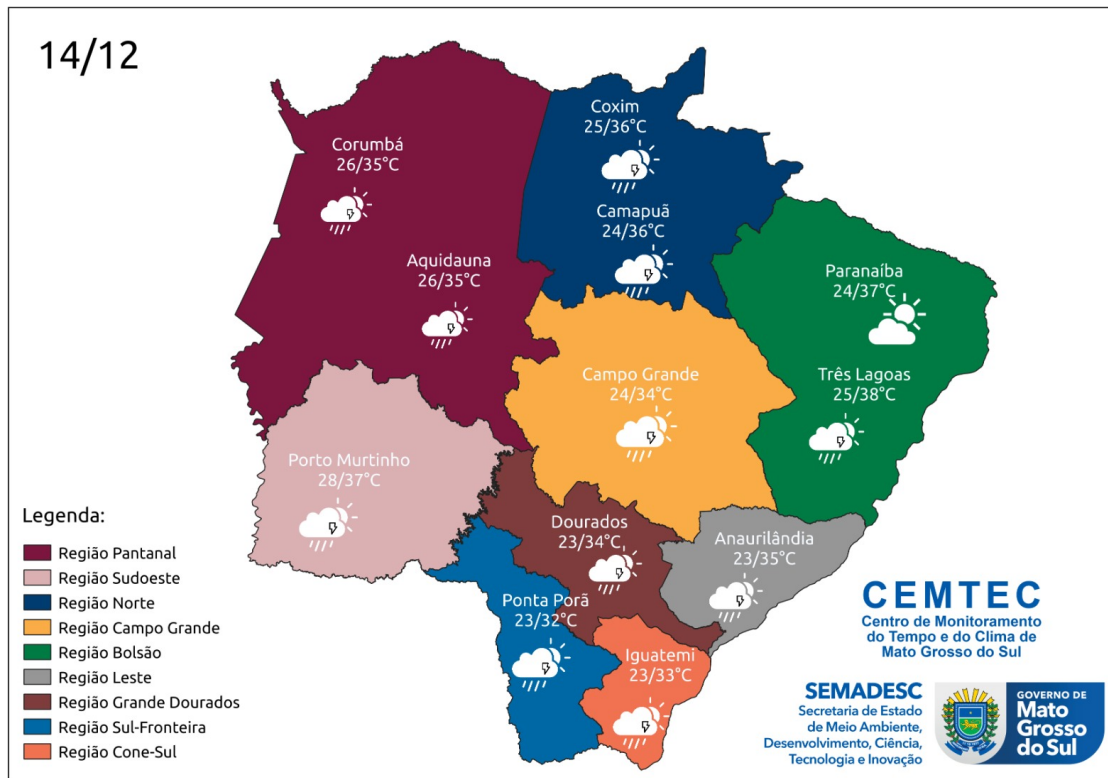 14/12
Coxim
25/36°C
Corumbá
26/35°C
Camapuã
24/36°C
Aquidauna
26/35°C
Paranaíba
24/37°C
Campo Grande
24/34°C
Três Lagoas
25/38°C
Porto Murtinho
28/37°C
Dourados
23/34°C
Anaurilândia
23/35°C
Ponta Porã
23/32°C
Iguatemi
23/33°C
Legenda:
Região Pantanal
Região Sudoeste
Região Norte
Região Campo Grande
Região Bolsão
Região Leste
Região Grande Dourados
Região Sul-Fronteira
Região Cone-Sul
CEMTEC
Centro de Monitoramento
do Tempo e do Clima de
Mato Grosso do Sul
SEMADESC
Secretaria de Estado
de Meio Ambiente,
Desenvolvimento, Ciência,
Tecnologia e Inovação
GOVERNO DE
Mato
Grosso
do Sul